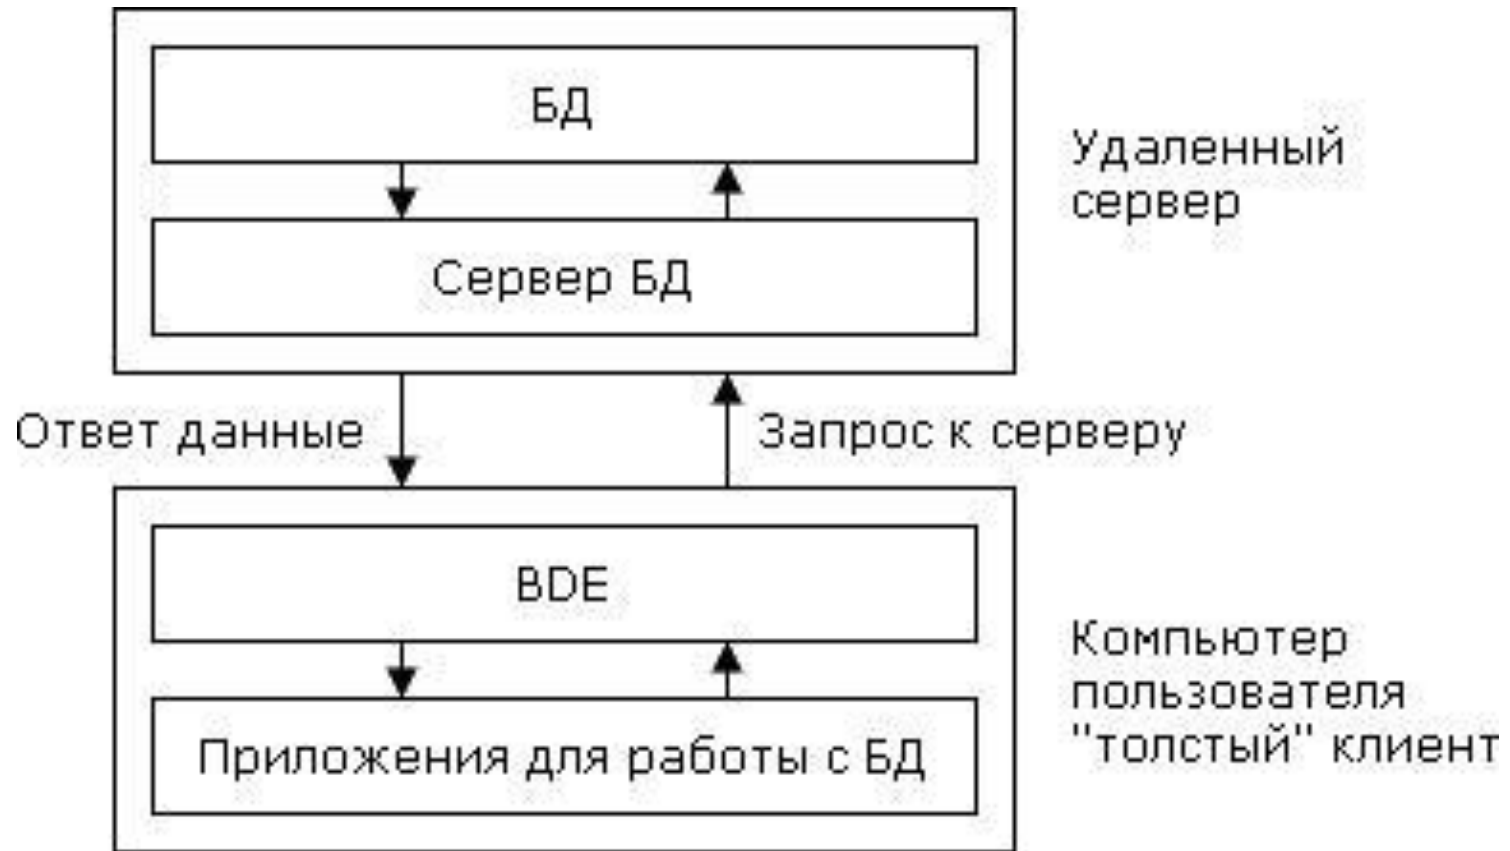 БД
Удаленный
сервер
Сервер БД
Ответ данные
Запрос к серверу
BDE
Компьютер
пользователя
"толстый" клиент
Приложения для работы с БД